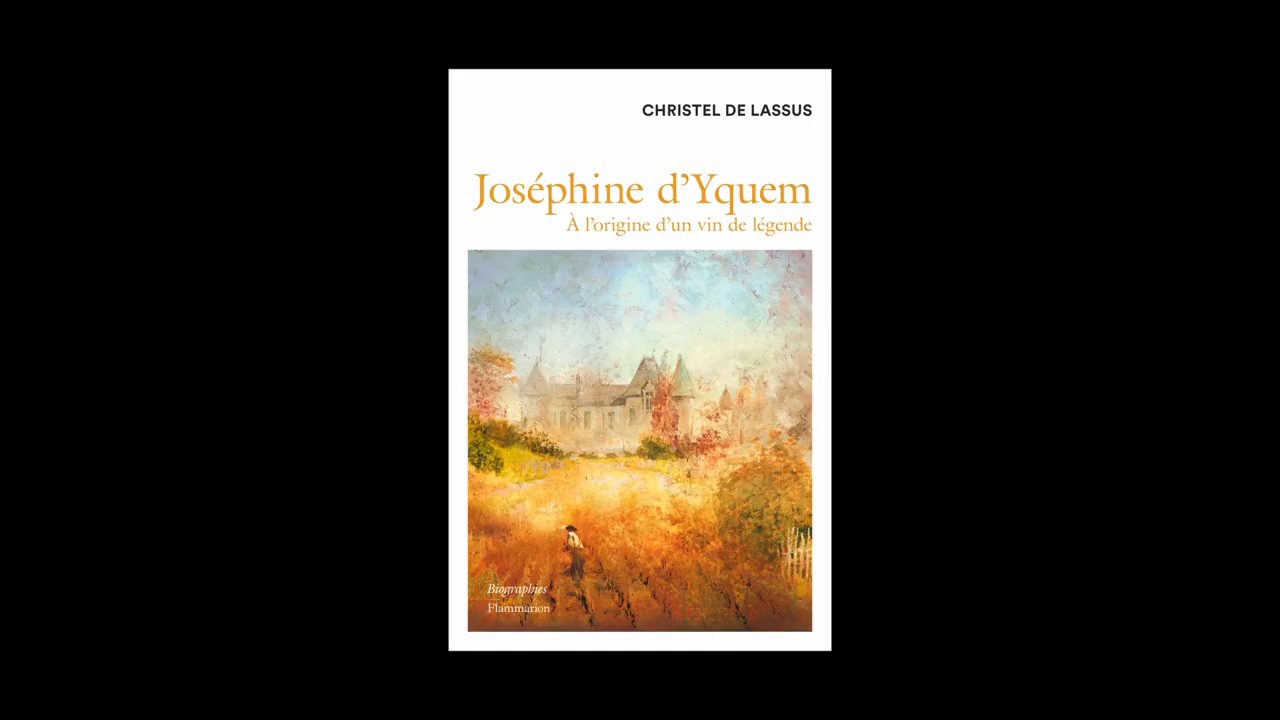 CHRISTEL DE LASSUS
Joséphine d’Yquem
À l’origine d’un vin de légende
Biographies
Flammarion